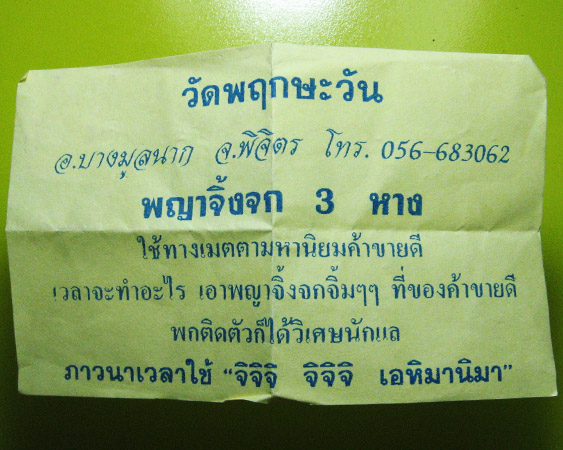 วัดพฤกษะวัน
อ.บางมูลนาก จ.พิจิตร โทร. 056-683062
พญาจิ้งจก 3 หาง
ใช้ทางเมตตามหานิยมค้าขายดี
เวลาจะทำอะไร เอาพญาจิ้งจกจิ้มๆๆ ที่ของค้าขายดี
พกติดตัวก็ได้วิเศษนักแล
ภาวนาเวลาใช้ “จิจิจิ จิจิจิ เอหิมานิมา”